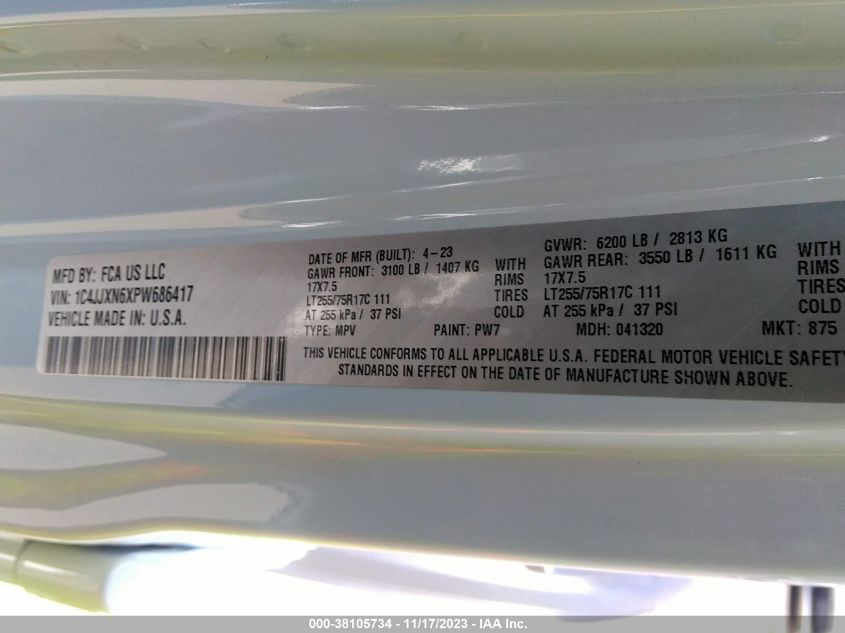 MFD BY: FCA US LLC
VIN: 1C4JJXN6XPW686417
VEHICLE MADE IN: U.S.A.
DATE OF MFR (BUILT): 4-23
GAWR FRONT: 3100 LB / 1407 KG WITH
17X7.5 RIMS
LT255/75R17C 111 TIRES
AT 255 kPa / 37 PSI COLD
GVWR: 6200 LB / 2813 KG
GAWR REAR: 3550 LB / 1611 KG WITH
17X7.5 RIMS
LT255/75R17C 111 TIRES
AT 255 kPa / 37 PSI COLD
TYPE: MPV PAINT: PW7 MDH: 041320 MKT: 875
THIS VEHICLE CONFORMS TO ALL APPLICABLE U.S.A. FEDERAL MOTOR VEHICLE SAFETY
STANDARDS IN EFFECT ON THE DATE OF MANUFACTURE SHOWN ABOVE.
000-38105734 - 11/17/2023 - IAA Inc.